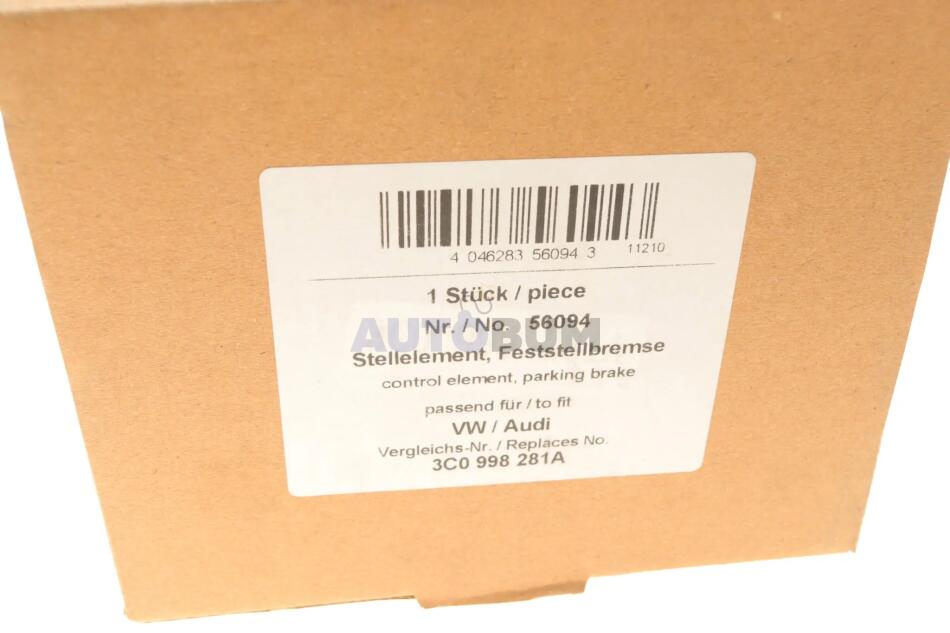 4 046283 56094 3 11210
1 Stück / piece
Nr. / No. 56094
AUTOBUM
Stellelement, Feststellbremse
control element, parking brake
passend für / to fit
VW / Audi
Vergleichs-Nr. / Replaces No.
3C0 998 281A